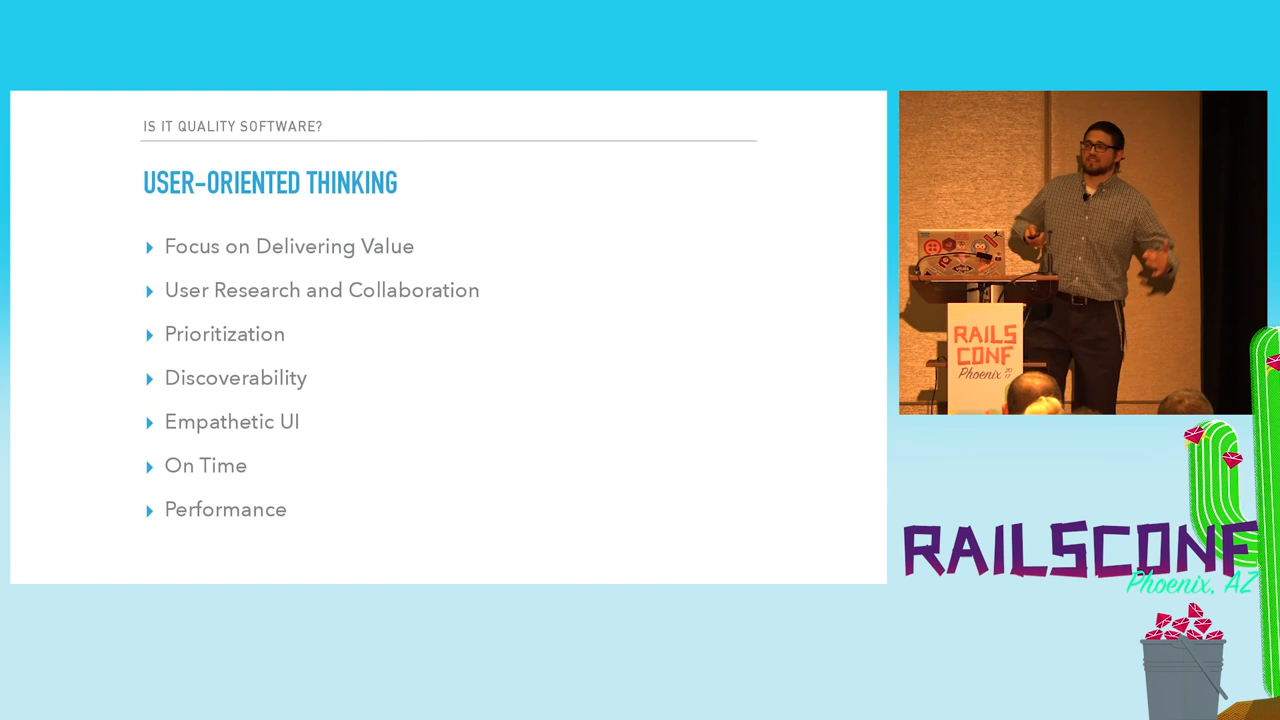 IS IT QUALITY SOFTWARE?
USER-ORIENTED THINKING
Focus on Delivering Value
User Research and Collaboration
Prioritization
Discoverability
Empathetic UI
On Time
Performance
RAILS
CONF
Phoenix 2017
RAILSCONF
Phoenix, AZ